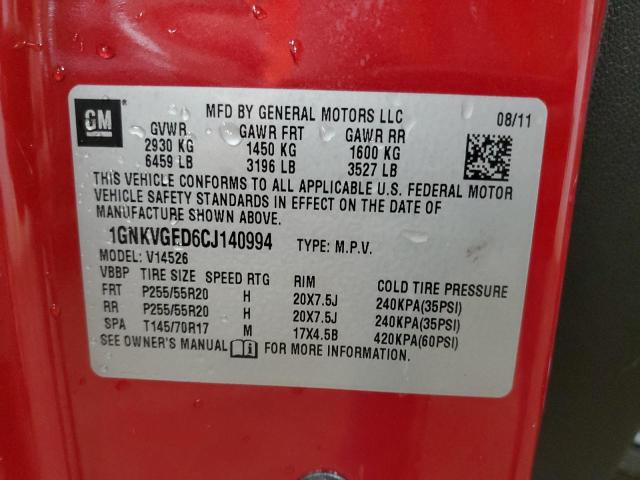 GM
MFD BY GENERAL MOTORS LLC 08/11
GVWR GAWR FRT GAWR RR
2930 KG 1450 KG 1600 KG
6459 LB 3196 LB 3527 LB
THIS VEHICLE CONFORMS TO ALL APPLICABLE U.S. FEDERAL MOTOR
VEHICLE SAFETY STANDARDS IN EFFECT ON THE DATE OF
MANUFACTURE SHOWN ABOVE.
1GNKVGED6CJ140994 TYPE: M.P.V.
MODEL: V14526
VBBP TIRE SIZE SPEED RTG RIM COLD TIRE PRESSURE
FRT P255/55R20 H 20X7.5J 240KPA(35PSI)
RR P255/55R20 H 20X7.5J 240KPA(35PSI)
SPA T145/70R17 M 17X4.5B 420KPA(60PSI)
SEE OWNER'S MANUAL FOR MORE INFORMATION.